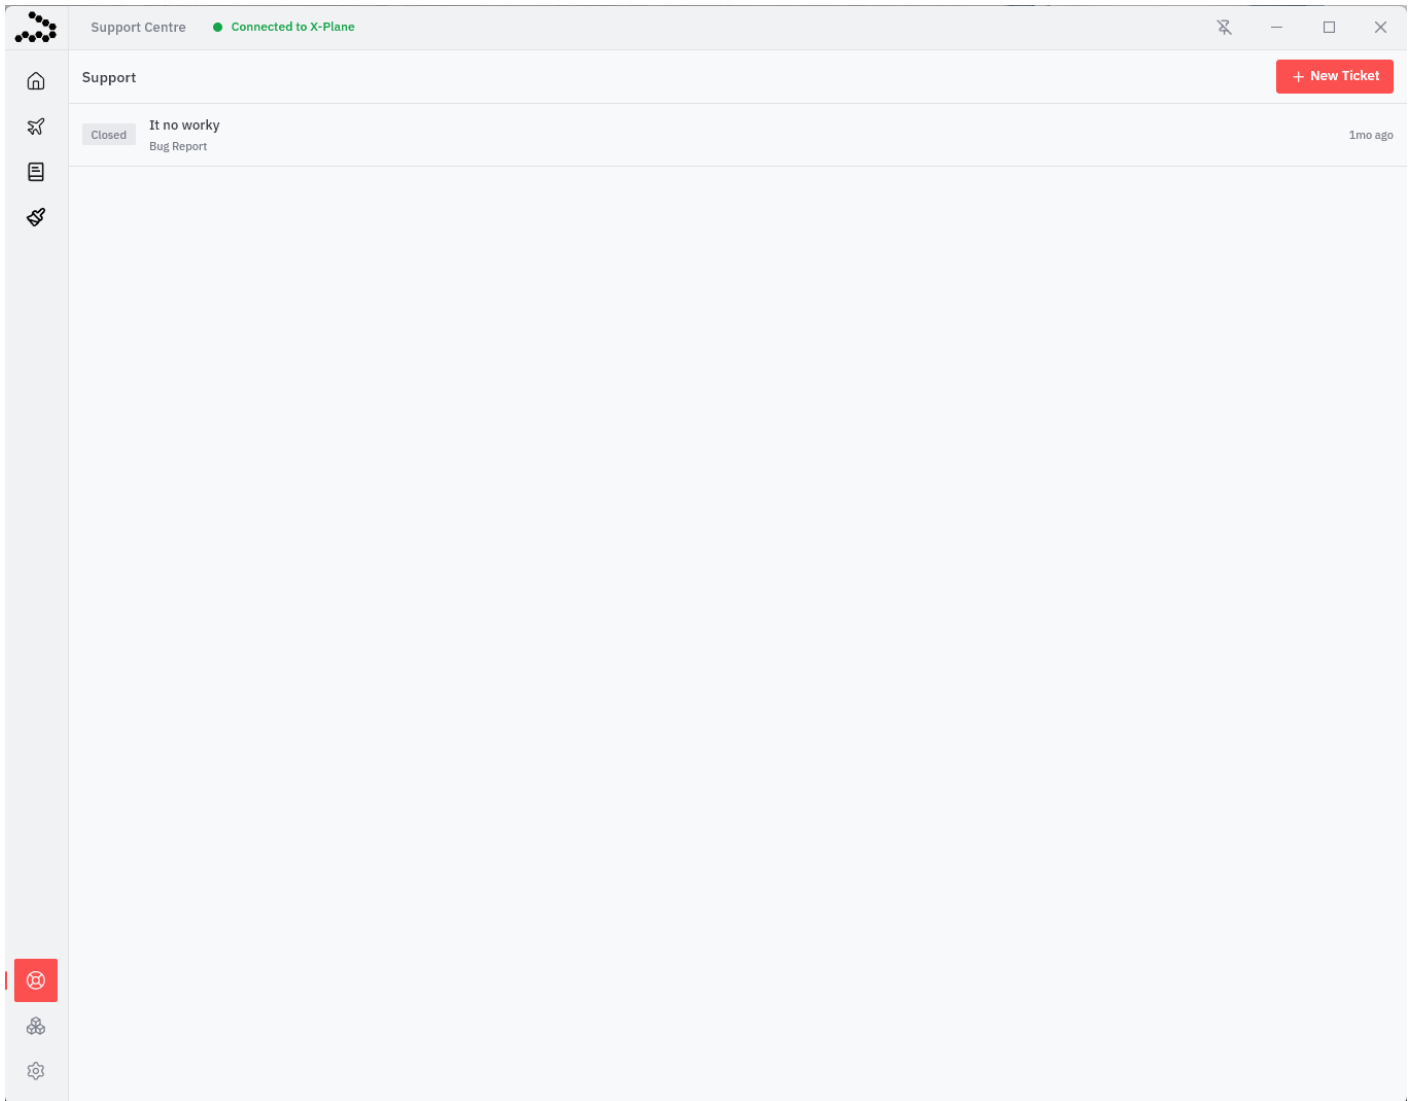 Support Centre
Connected to X-Plane
Support
+ New Ticket
Closed
It no worky
Bug Report
1mo ago